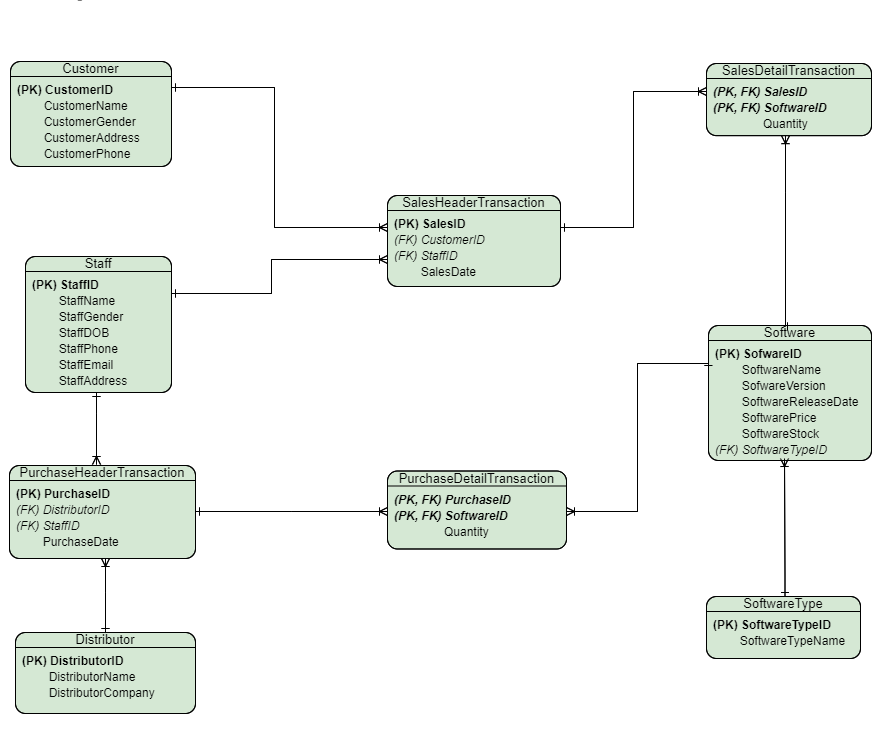 Customer
(PK) CustomerID
CustomerName
CustomerGender
CustomerAddress
CustomerPhone
SalesDetailTransaction
(PK, FK) SalesID
(PK, FK) SoftwareID
Quantity
SalesHeaderTransaction
(PK) SalesID
(FK) CustomerID
(FK) StaffID
SalesDate
Staff
(PK) StaffID
StaffName
StaffGender
StaffDOB
StaffPhone
StaffEmail
StaffAddress
Software
(PK) SofwareID
SoftwareName
SofwareVersion
SoftwareReleaseDate
SoftwarePrice
SoftwareStock
(FK) SoftwareTypeID
PurchaseHeaderTransaction
(PK) PurchaseID
(FK) DistributorID
(FK) StaffID
PurchaseDate
PurchaseDetailTransaction
(PK, FK) PurchaseID
(PK, FK) SoftwareID
Quantity
SoftwareType
(PK) SoftwareTypeID
SoftwareTypeName
Distributor
(PK) DistributorID
DistributorName
DistributorCompany